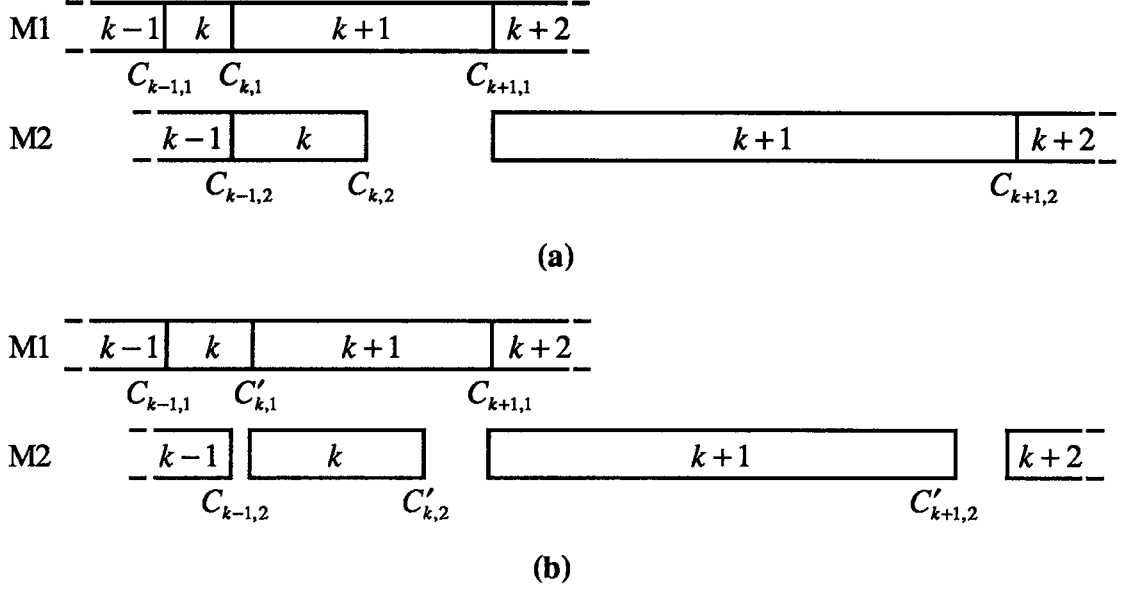 M1 k−1 k k+1 k+2
C_{k−1,1} C_{k,1} C_{k+1,1}
M2 k−1 k k+1 k+2
C_{k−1,2} C_{k,2} C_{k+1,2}
(a)
M1 k−1 k k+1 k+2
C_{k−1,1} C′_{k,1} C_{k+1,1}
M2 k−1 k k+1 k+2
C_{k−1,2} C′_{k,2} C′_{k+1,2}
(b)